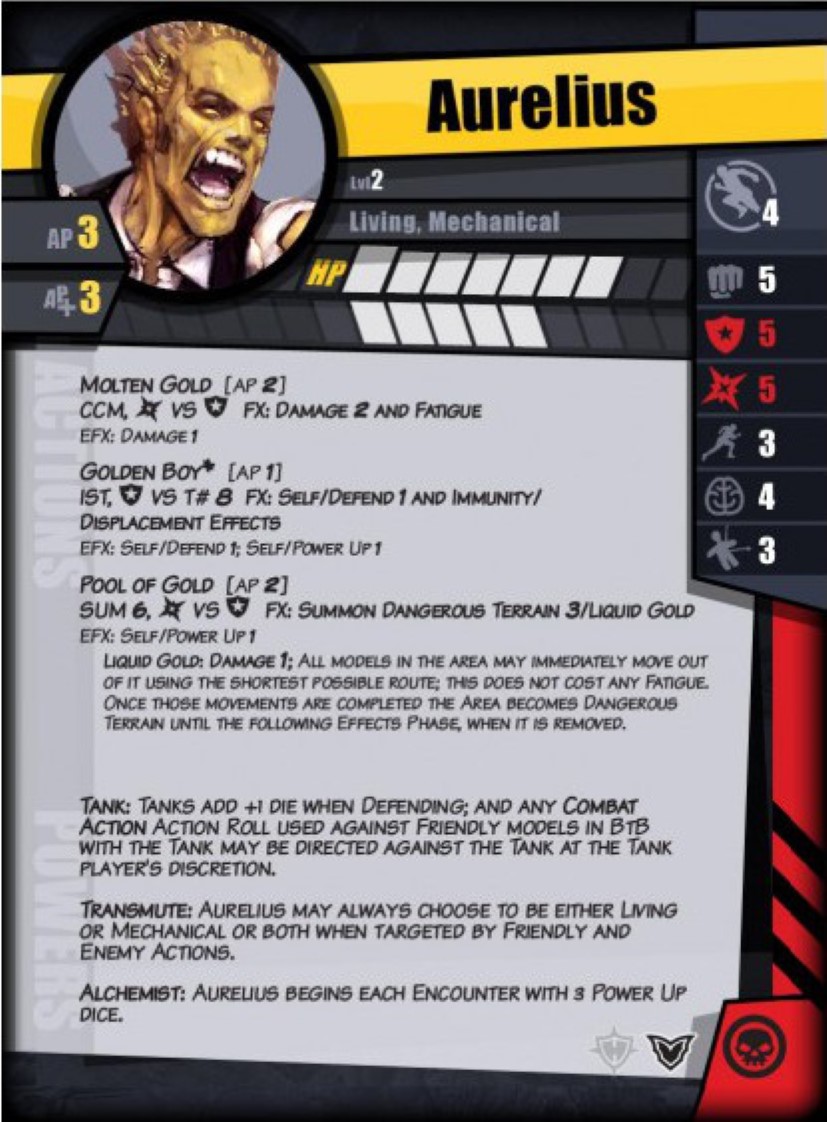 Aurelius
Lvl2
Living, Mechanical
4
AP 3
HP
AP+ 3
5
5
5
3
4
3
ACTIONS
MOLTEN GOLD [AP 2]
CCM, VS FX: DAMAGE 2 AND FATIGUE
EFX: DAMAGE 1
GOLDEN BOY* [AP 1]
IST, VS T# 8 FX: SELF/DEFEND 1 AND IMMUNITY/
DISPLACEMENT EFFECTS
EFX: SELF/DEFEND 1; SELF/POWER UP 1
POOL OF GOLD [AP 2]
SUM 6, VS FX: SUMMON DANGEROUS TERRAIN 3/LIQUID GOLD
EFX: SELF/POWER UP 1
LIQUID GOLD: DAMAGE 1; ALL MODELS IN THE AREA MAY IMMEDIATELY MOVE OUT
OF IT USING THE SHORTEST POSSIBLE ROUTE; THIS DOES NOT COST ANY FATIGUE.
ONCE THOSE MOVEMENTS ARE COMPLETED THE AREA BECOMES DANGEROUS
TERRAIN UNTIL THE FOLLOWING EFFECTS PHASE, WHEN IT IS REMOVED.
POWERS
TANK: TANKS ADD +1 DIE WHEN DEFENDING; AND ANY COMBAT
ACTION ACTION ROLL USED AGAINST FRIENDLY MODELS IN BTB
WITH THE TANK MAY BE DIRECTED AGAINST THE TANK AT THE TANK
PLAYER'S DISCRETION.
TRANSMUTE: AURELIUS MAY ALWAYS CHOOSE TO BE EITHER LIVING
OR MECHANICAL OR BOTH WHEN TARGETED BY FRIENDLY AND
ENEMY ACTIONS.
ALCHEMIST: AURELIUS BEGINS EACH ENCOUNTER WITH 3 POWER UP
DICE.